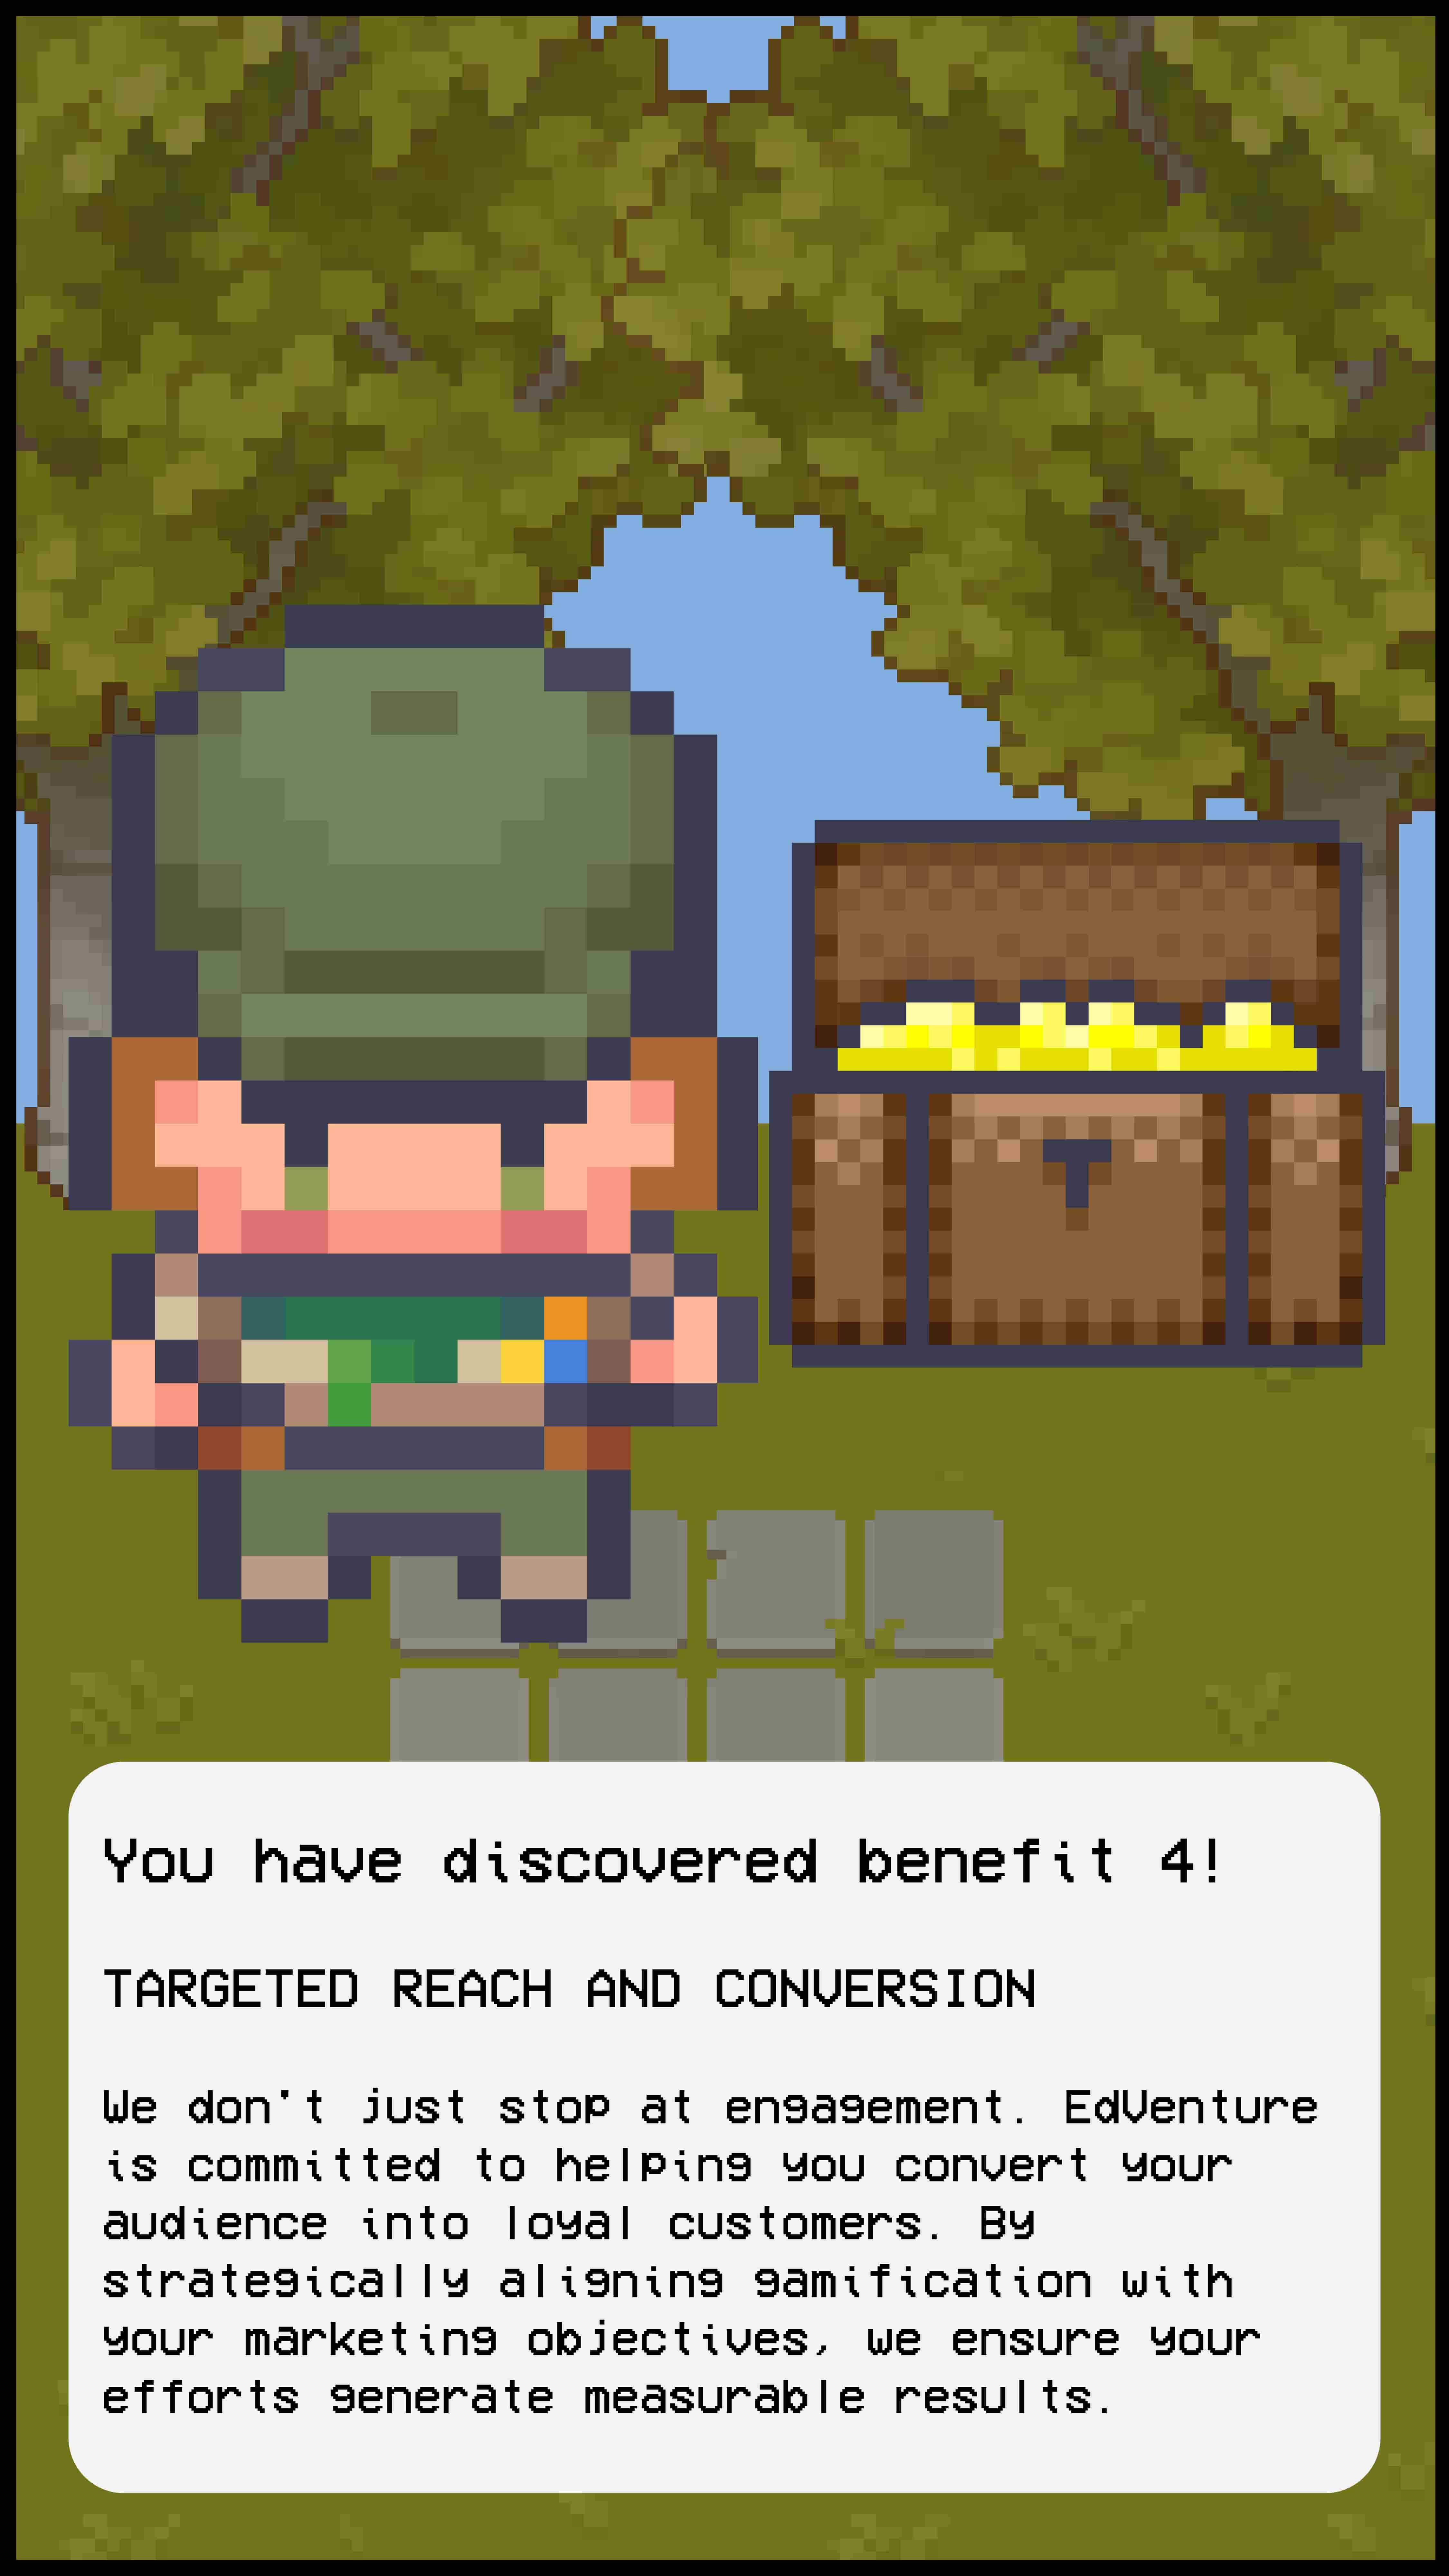 You have discovered benefit 4!
TARGETED REACH AND CONVERSION
We don't just stop at engagement. EdVenture
is committed to helping you convert your
audience into loyal customers. By
strategically aligning gamification with
your marketing objectives, we ensure your
efforts generate measurable results.